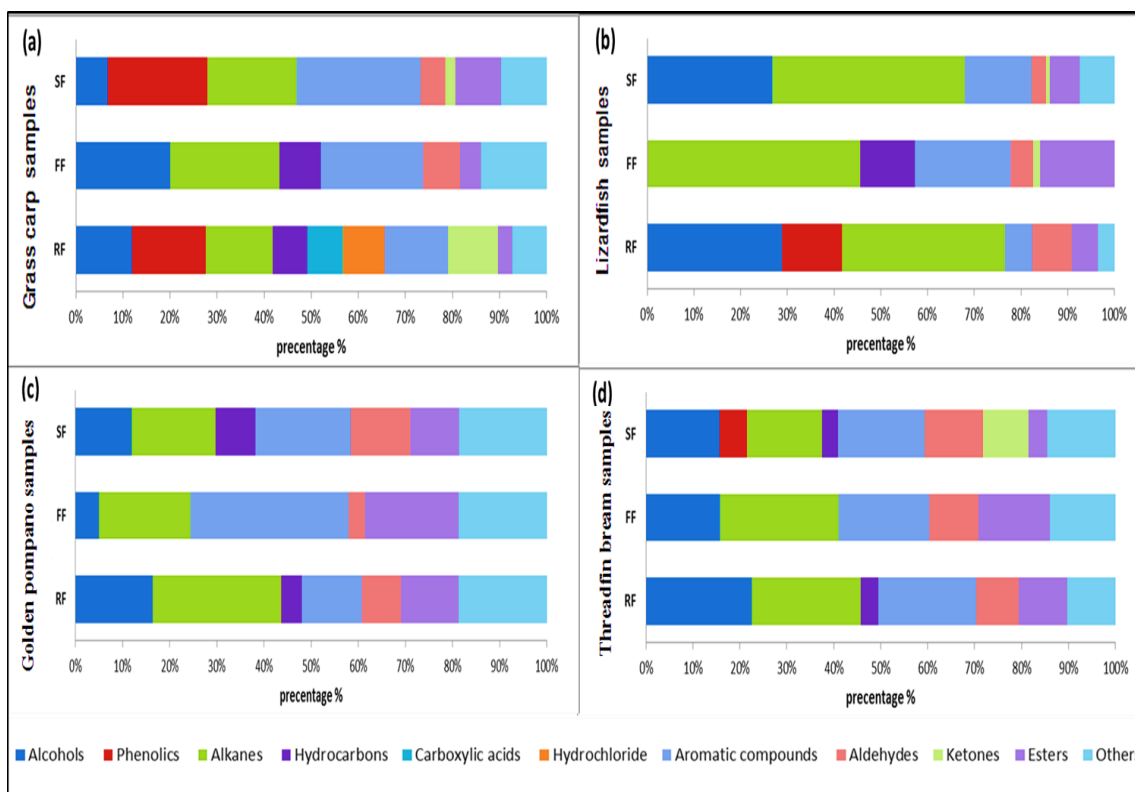 (a)
Grass carp samples
SF
FF
RF
0% 10% 20% 30% 40% 50% 60% 70% 80% 90% 100%
precentage %
(b)
Lizardfish samples
SF
FF
RF
0% 10% 20% 30% 40% 50% 60% 70% 80% 90% 100%
precentage %
(c)
Golden pompano samples
SF
FF
RF
0% 10% 20% 30% 40% 50% 60% 70% 80% 90% 100%
precentage %
(d)
Threadfin bream samples
SF
FF
RF
0% 10% 20% 30% 40% 50% 60% 70% 80% 90% 100%
precentage %
Alcohols Phenolics Alkanes Hydrocarbons Carboxylic acids Hydrochloride Aromatic compounds Aldehydes Ketones Esters Other